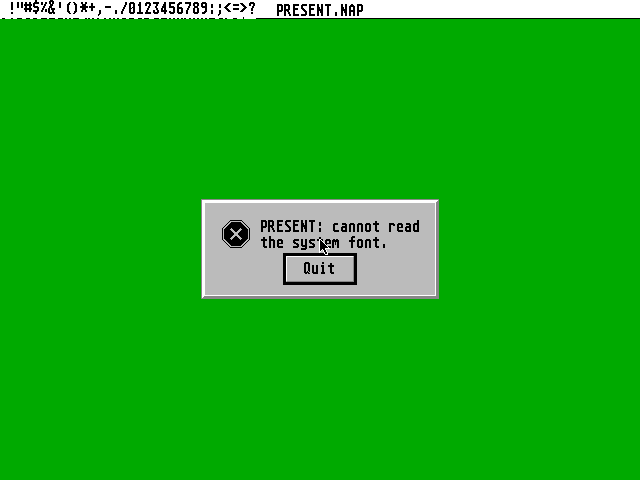 !"#$%&'()*+,-./0123456789:;<=>? PRESENT.NAP
PRESENT: cannot read
the system font.
Quit